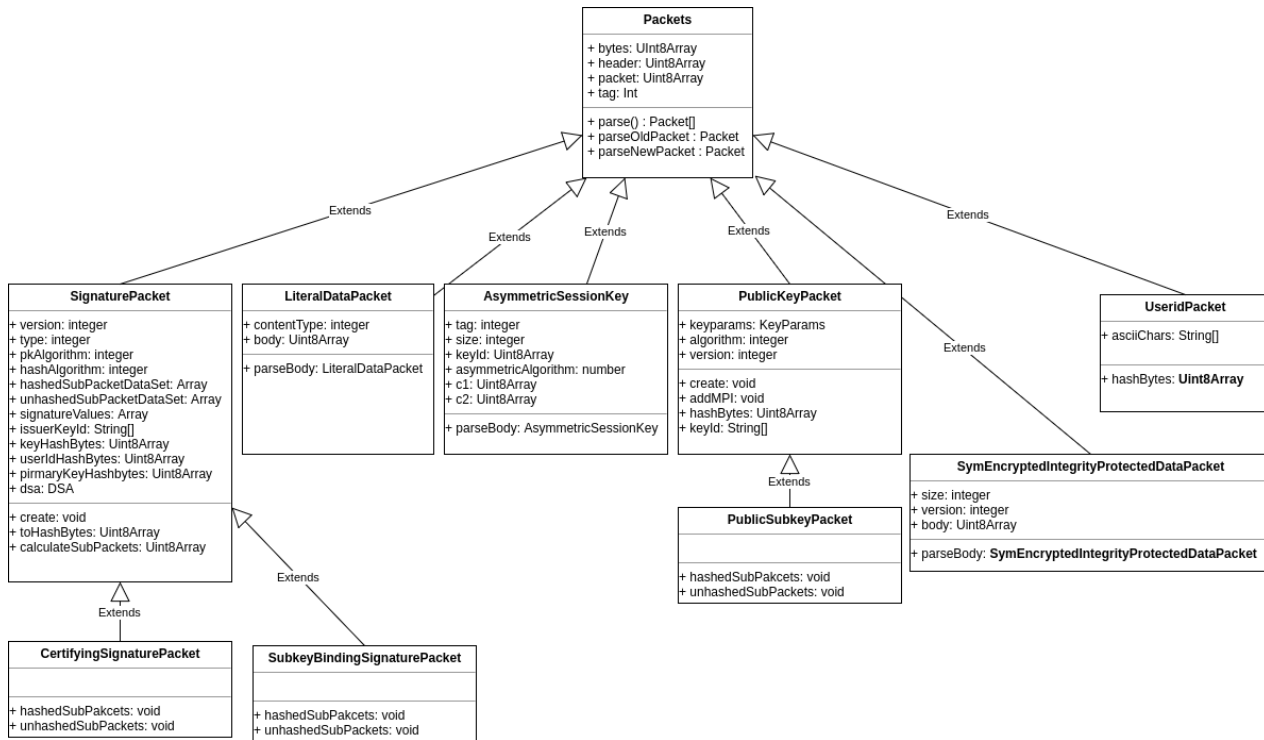 Packets
+ bytes: UInt8Array
+ header: Uint8Array
+ packet: Uint8Array
+ tag: Int
+ parse() : Packet[]
+ parseOldPacket : Packet
+ parseNewPacket : Packet
Extends
Extends
Extends
Extends
Extends
Extends
SignaturePacket
+ version: integer
+ type: integer
+ pkAlgorithm: integer
+ hashAlgorithm: integer
+ hashedSubPacketDataSet: Array
+ unhashedSubPacketDataSet: Array
+ signatureValues: Array
+ issuerKeyId: String[]
+ keyHashBytes: Uint8Array
+ userIdHashBytes: Uint8Array
+ pirmaryKeyHashbytes: Uint8Array
+ dsa: DSA
+ create: void
+ toHashBytes: Uint8Array
+ calculateSubPackets: Uint8Array
LiteralDataPacket
+ contentType: integer
+ body: Uint8Array
+ parseBody: LiteralDataPacket
AsymmetricSessionKey
+ tag: integer
+ size: integer
+ keyId: Uint8Array
+ asymmetricAlgorithm: number
+ c1: Uint8Array
+ c2: Uint8Array
+ parseBody: AsymmetricSessionKey
PublicKeyPacket
+ keyparams: KeyParams
+ algorithm: integer
+ version: integer
+ create: void
+ addMPI: void
+ hashBytes: Uint8Array
+ keyId: String[]
UseridPacket
+ asciiChars: String[]
+ hashBytes: Uint8Array
SymEncryptedIntegrityProtectedDataPacket
+ size: integer
+ version: integer
+ body: Uint8Array
+ parseBody: SymEncryptedIntegrityProtectedDataPacket
Extends
PublicSubkeyPacket
+ hashedSubPakcets: void
+ unhashedSubPackets: void
Extends
Extends
CertifyingSignaturePacket
+ hashedSubPakcets: void
+ unhashedSubPackets: void
SubkeyBindingSignaturePacket
+ hashedSubPakcets: void
+ unhashedSubPackets: void